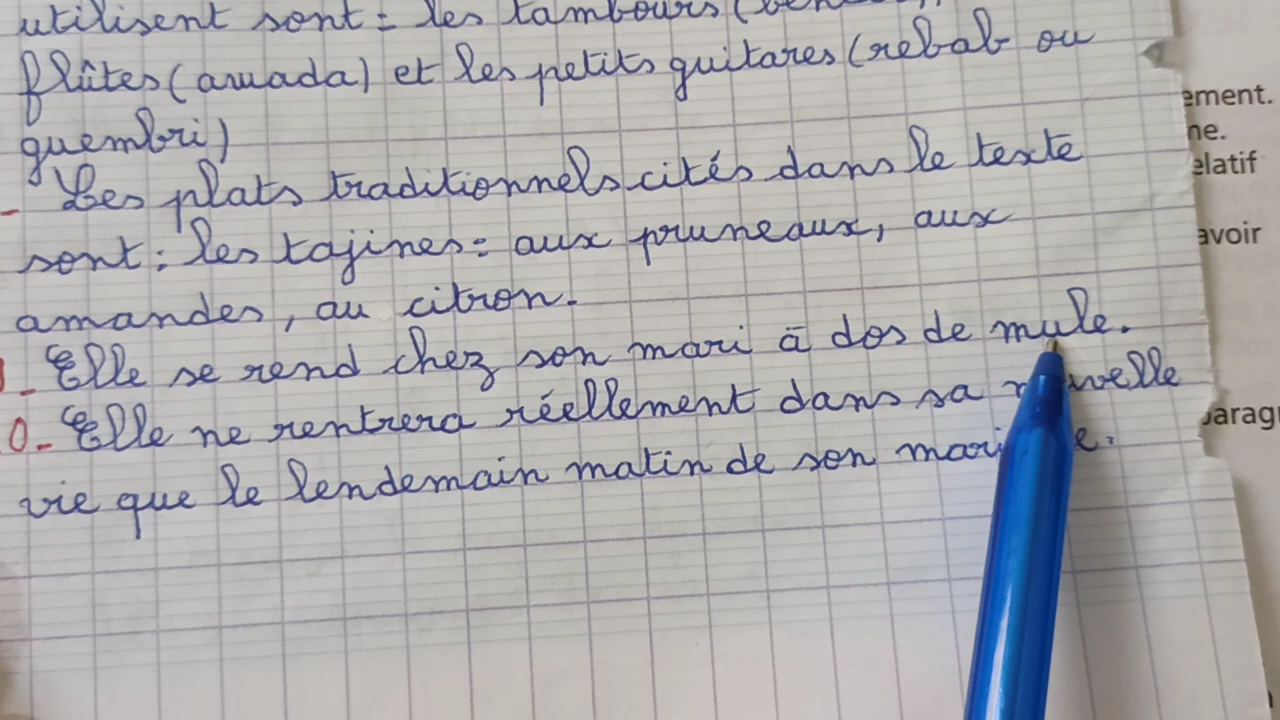 utilisent sont: les tambours
flûtes (awada) et les petits guitares (rebab ou
guembri)
- Les plats traditionnels cités dans le texte
sont: les tajines: aux pruneaux, aux
amandes, au citron.
- Elle se rend chez son mari à dos de mule.
0- Elle ne rentrera réellement dans sa
vie que le lendemain matin de son
ement.
ne.
elatif
avoir
parag